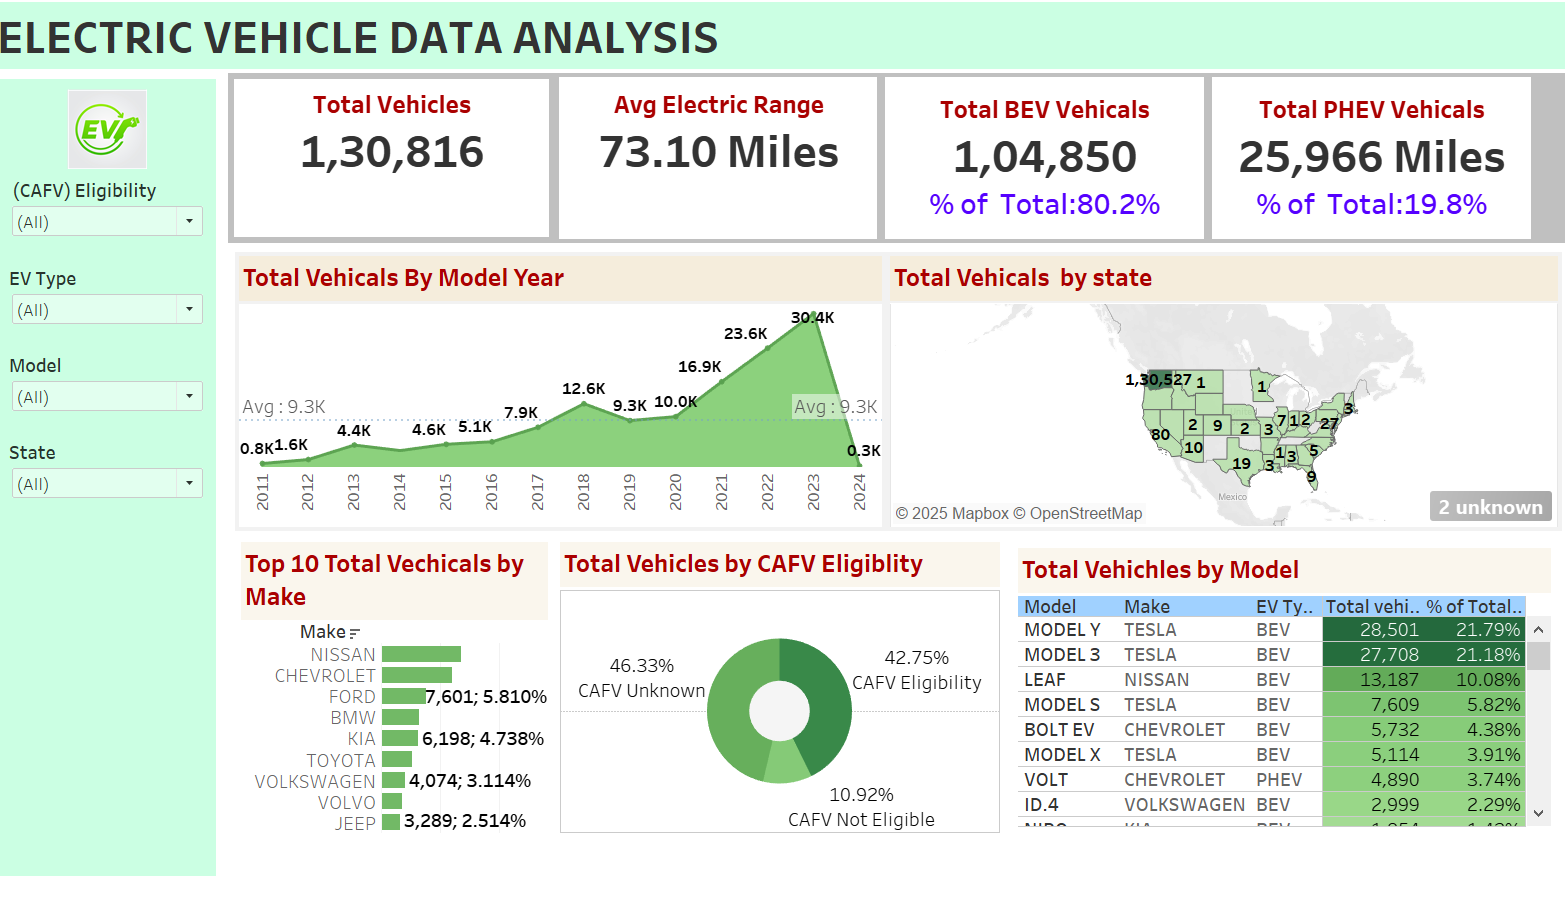 ELECTRIC VEHICLE DATA ANALYSIS
EV
(CAFV) Eligibility
(All)
EV Type
(All)
Model
(All)
State
(All)
Total Vehicles
1,30,816
Avg Electric Range
73.10 Miles
Total BEV Vehicals
1,04,850
% of  Total:80.2%
Total PHEV Vehicals
25,966 Miles
% of  Total:19.8%
Total Vehicals By Model Year
30.4K
23.6K
16.9K
12.6K
10.0K
9.3K
7.9K
5.1K
4.6K
4.4K
1.6K
0.8K
0.3K
Avg : 9.3K
Avg : 9.3K
2011
2012
2013
2014
2015
2016
2017
2018
2019
2020
2021
2022
2023
2024
Total Vehicals  by state
1,30,527
1
1
3
80
2
9
2
3
7
1
2
27
10
19
3
1
3
5
9
Mexico
© 2025 Mapbox © OpenStreetMap
2 unknown
Top 10 Total Vechicals by
Make
Make
NISSAN
CHEVROLET
FORD 7,601; 5.810%
BMW
KIA 6,198; 4.738%
TOYOTA
VOLKSWAGEN 4,074; 3.114%
VOLVO
JEEP 3,289; 2.514%
Total Vehicles by CAFV Eligiblity
46.33%
CAFV Unknown
42.75%
CAFV Eligibility
10.92%
CAFV Not Eligible
Total Vehichles by Model
Model Make EV Ty.. Total vehi.. % of Total..
MODEL Y TESLA BEV 28,501 21.79%
MODEL 3 TESLA BEV 27,708 21.18%
LEAF NISSAN BEV 13,187 10.08%
MODEL S TESLA BEV 7,609 5.82%
BOLT EV CHEVROLET BEV 5,732 4.38%
MODEL X TESLA BEV 5,114 3.91%
VOLT CHEVROLET PHEV 4,890 3.74%
ID.4 VOLKSWAGEN BEV 2,999 2.29%